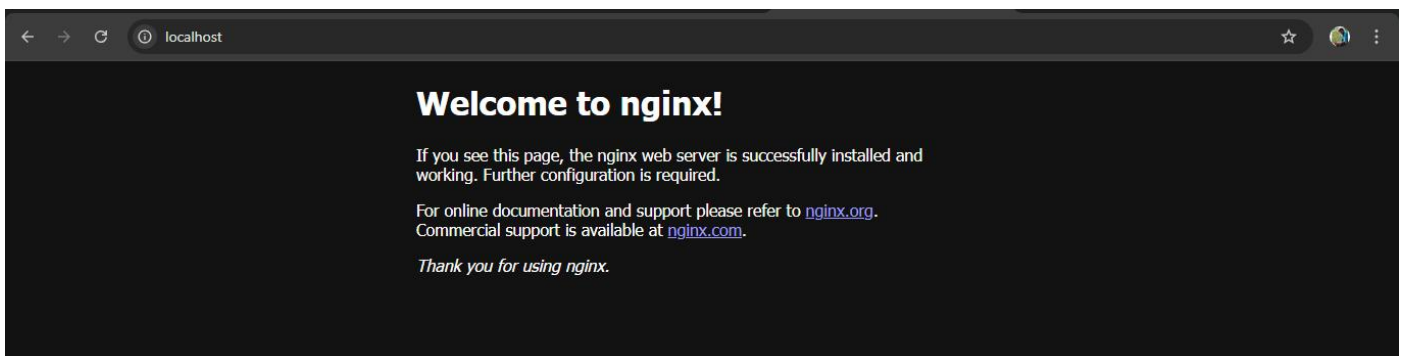 localhost
Welcome to nginx!
If you see this page, the nginx web server is successfully installed and
working. Further configuration is required.
For online documentation and support please refer to nginx.org.
Commercial support is available at nginx.com.
Thank you for using nginx.